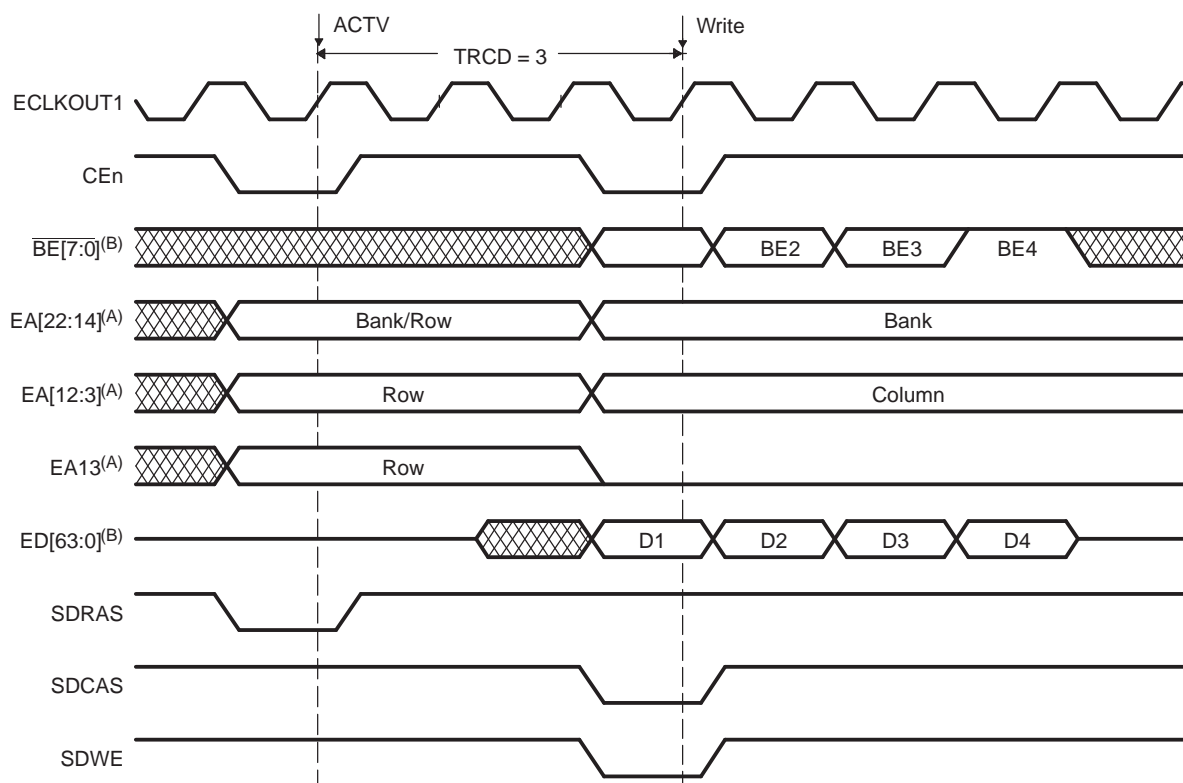 ACTV
Write
TRCD = 3
ECLKOUT1
CEn
BE[7:0](B)
BE2 BE3 BE4
EA[22:14](A)
Bank/Row Bank
EA[12:3](A)
Row Column
EA13(A)
Row
ED[63:0](B)
D1 D2 D3 D4
SDRAS
SDCAS
SDWE